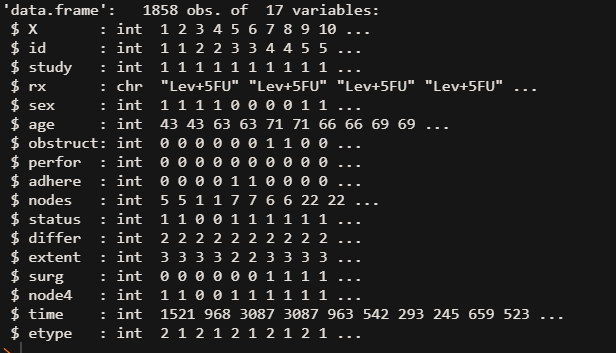 'data.frame':   1858 obs. of  17 variables:
 $ X       : int  1 2 3 4 5 6 7 8 9 10 ...
 $ id      : int  1 1 2 2 3 3 4 4 5 5 ...
 $ study   : int  1 1 1 1 1 1 1 1 1 1 ...
 $ rx      : chr  "Lev+5FU" "Lev+5FU" "Lev+5FU" "Lev+5FU" ...
 $ sex     : int  1 1 1 1 0 0 0 0 1 1 ...
 $ age     : int  43 43 63 63 71 71 66 66 69 69 ...
 $ obstruct: int  0 0 0 0 0 0 1 1 0 0 ...
 $ perfor  : int  0 0 0 0 0 0 0 0 0 0 ...
 $ adhere  : int  0 0 0 0 1 1 0 0 0 0 ...
 $ nodes   : int  5 5 1 1 7 7 6 6 22 22 ...
 $ status  : int  1 1 0 0 1 1 1 1 1 1 ...
 $ differ  : int  2 2 2 2 2 2 2 2 2 2 ...
 $ extent  : int  3 3 3 3 2 2 3 3 3 3 ...
 $ surg    : int  0 0 0 0 0 0 1 1 1 1 ...
 $ node4   : int  1 1 0 0 1 1 1 1 1 1 ...
 $ time    : int  1521 968 3087 3087 963 542 293 245 659 523 ...
 $ etype   : int  2 1 2 1 2 1 2 1 2 1 ...
>